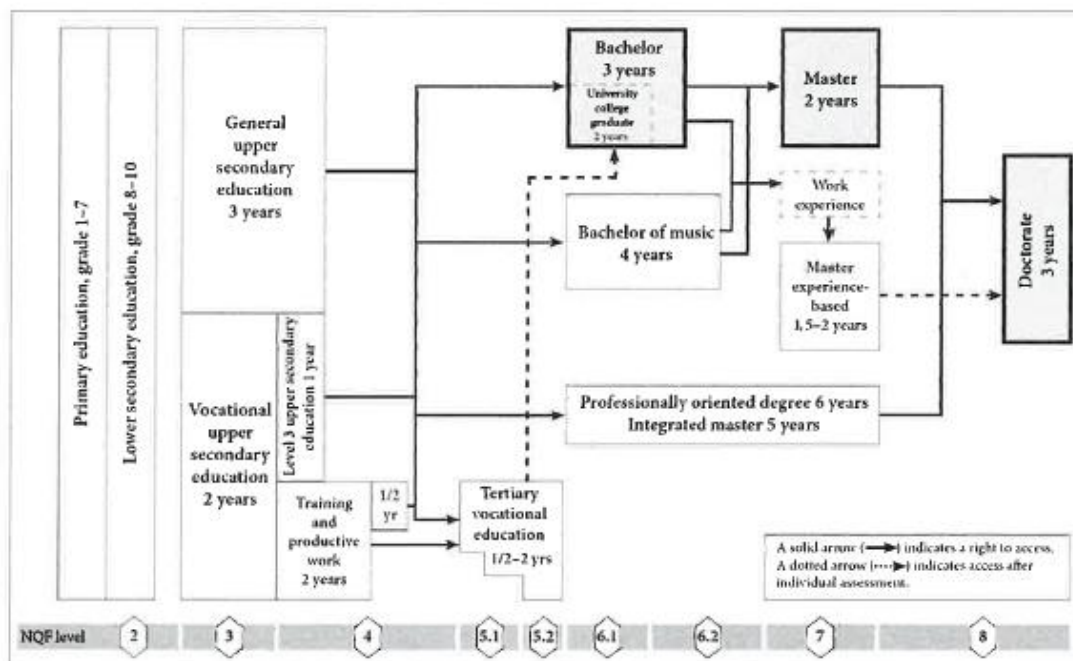 Primary education, grade 1–7
Lower secondary education, grade 8–10
General
upper
secondary
education
3 years
Vocational
upper
secondary
education
2 years
Level 3 upper secondary
education 1 year
Training
and
productive
work
2 years
1/2
yr
Tertiary
vocational
education
1/2–2 yrs
Bachelor
3 years
University
college
graduate
2 years
Bachelor of music
4 years
Professionally oriented degree 6 years
Integrated master 5 years
Master
2 years
Work
experience
Master
experience-
based
1,5–2 years
Doctorate
3 years
A solid arrow (→) indicates a right to access.
A dotted arrow (---►) indicates access after
individual assessment.
NQF level 2 3 4 5.1 5.2 6.1 6.2 7 8